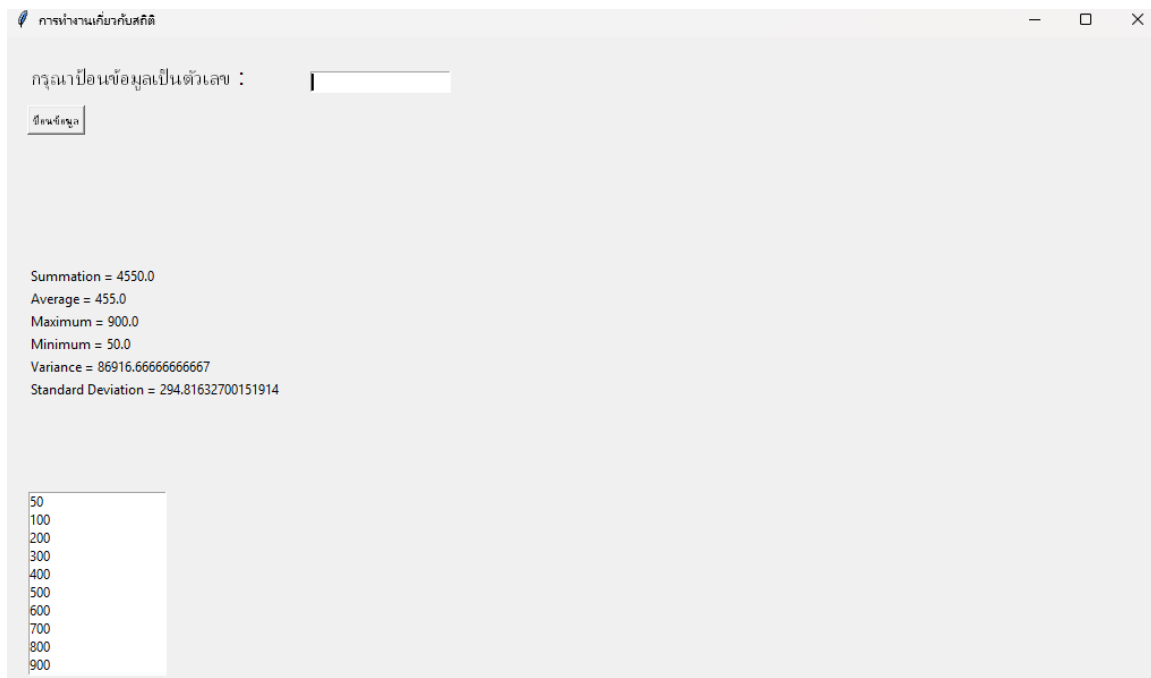 การทำงานเกี่ยวกับสถิติ
กรุณาป้อนข้อมูลเป็นตัวเลข :
ป้อนข้อมูล
Summation = 4550.0
Average = 455.0
Maximum = 900.0
Minimum = 50.0
Variance = 86916.66666666667
Standard Deviation = 294.81632700151914
50
100
200
300
400
500
600
700
800
900